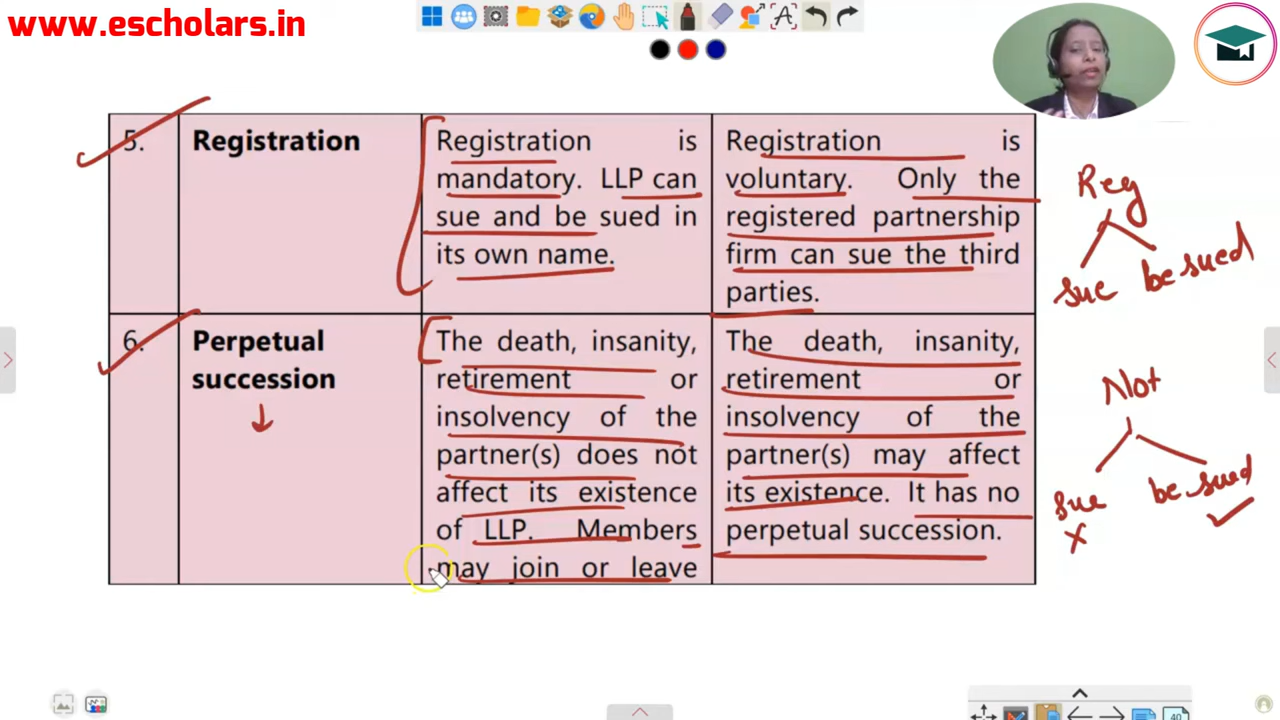 www.escholars.in
5.
Registration
Registration is
mandatory. LLP can
sue and be sued in
its own name.
Registration is
voluntary. Only the
registered partnership
firm can sue the third
parties.
Reg
sue be sued
6.
Perpetual
succession
The death, insanity,
retirement or
insolvency of the
partner(s) does not
affect its existence
of LLP. Members
may join or leave
The death, insanity,
retirement or
insolvency of the
partner(s) may affect
its existence. It has no
perpetual succession.
Not
sue be sued
40